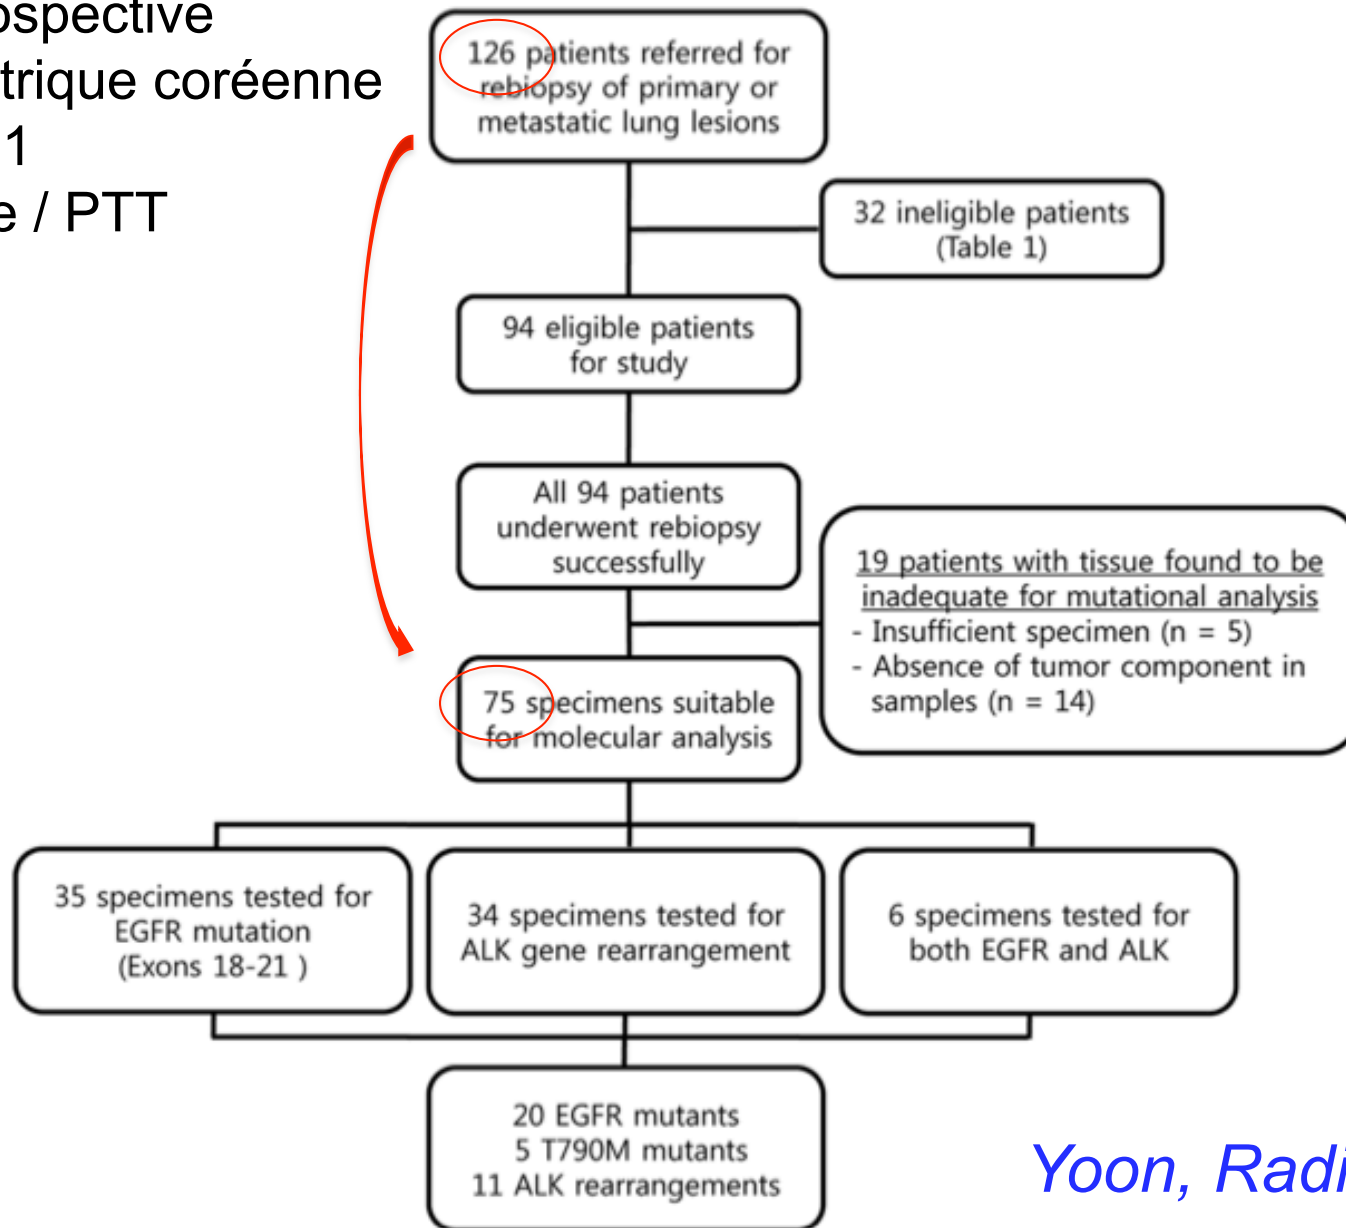 ospective
trique coréenne
1
e / PTT
126 patients referred for
rebiopsy of primary or
metastatic lung lesions
32 ineligible patients
(Table 1)
94 eligible patients
for study
All 94 patients
underwent rebiopsy
successfully
19 patients with tissue found to be
inadequate for mutational analysis
- Insufficient specimen (n = 5)
- Absence of tumor component in
samples (n = 14)
75 specimens suitable
for molecular analysis
35 specimens tested for
EGFR mutation
(Exons 18-21 )
34 specimens tested for
ALK gene rearrangement
6 specimens tested for
both EGFR and ALK
20 EGFR mutants
5 T790M mutants
11 ALK rearrangements
Yoon, Radi